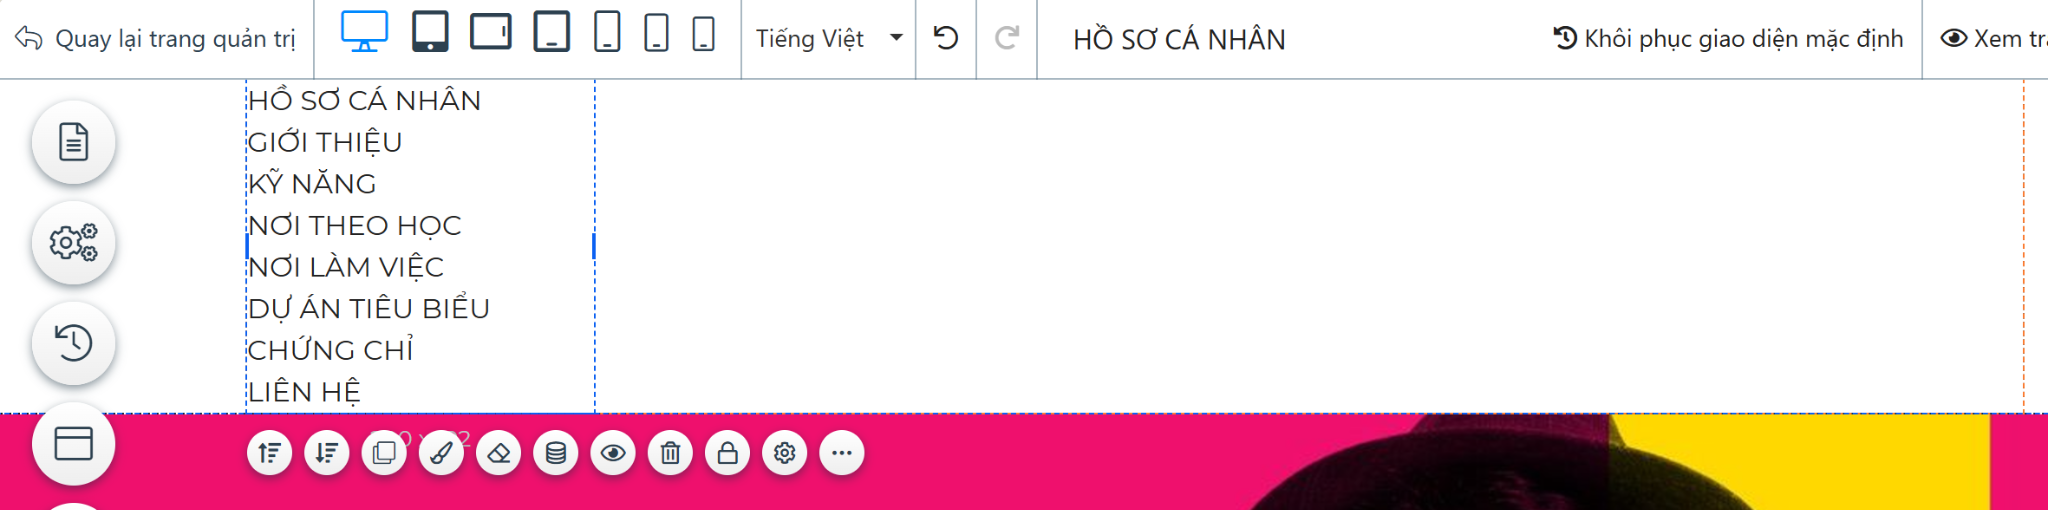 Quay lại trang quản trị
Tiếng Việt
HỒ SƠ CÁ NHÂN
Khôi phục giao diện mặc định
Xem
HỒ SƠ CÁ NHÂN
GIỚI THIỆU
KỸ NĂNG
NƠI THEO HỌC
NƠI LÀM VIỆC
DỰ ÁN TIÊU BIỂU
CHỨNG CHỈ
LIÊN HỆ